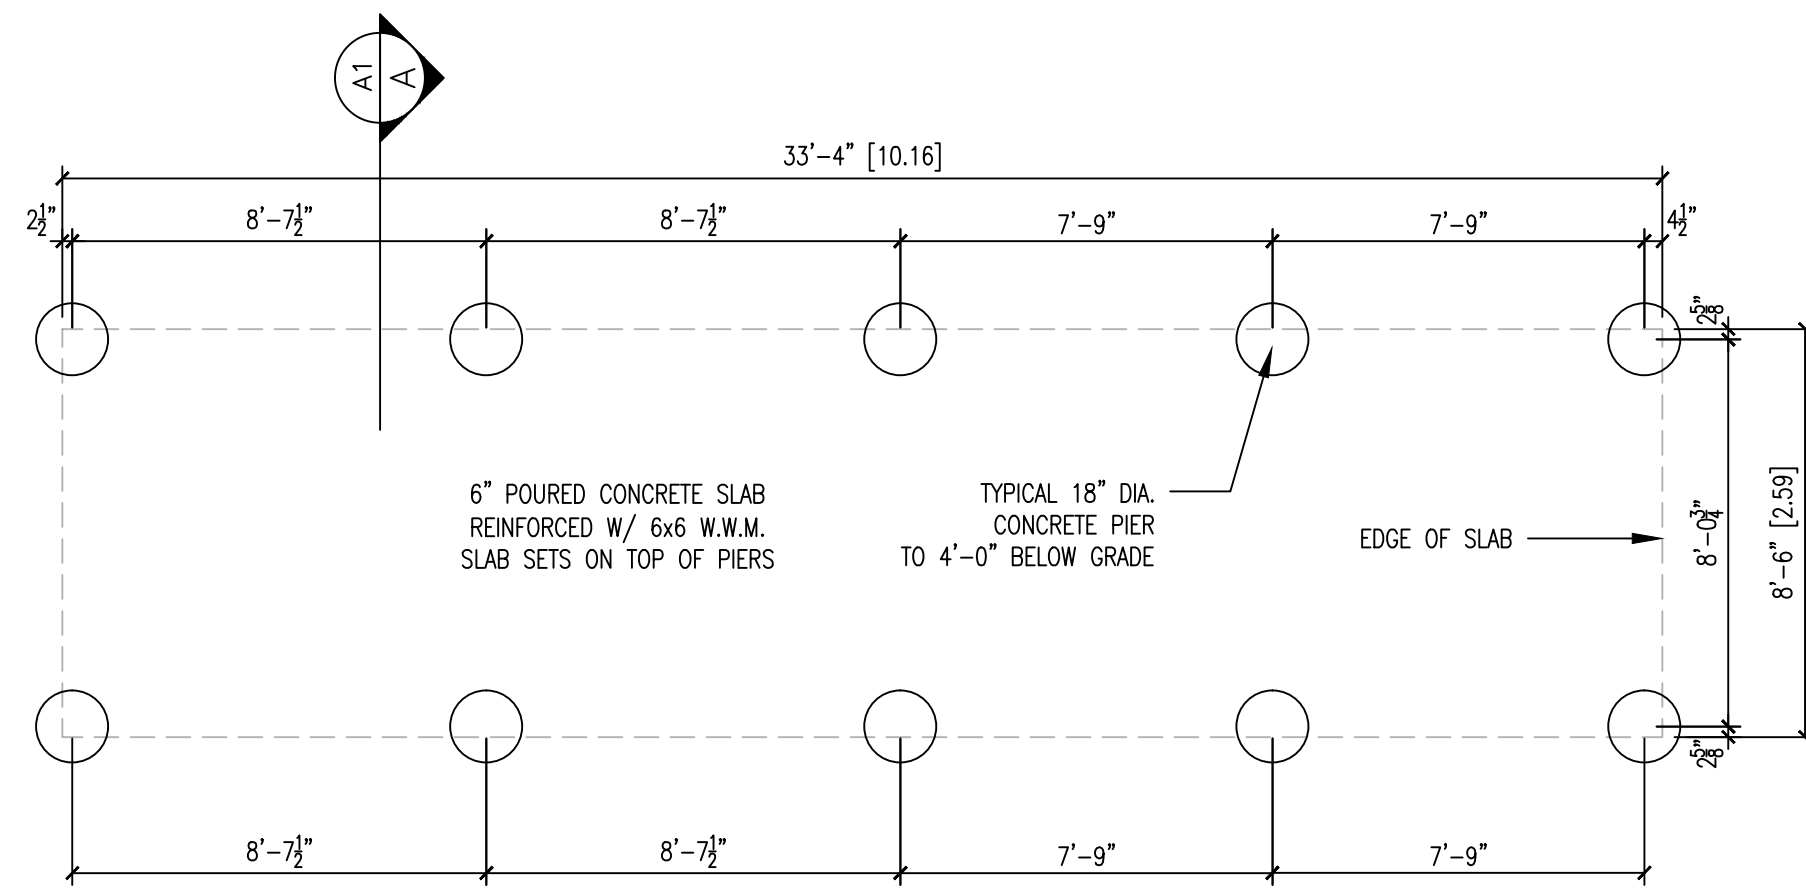 A1
A
33'-4" [10.16]
2½"
8'-7½"
8'-7½"
7'-9"
7'-9"
4½"
2⅝"
6" POURED CONCRETE SLAB
REINFORCED W/ 6x6 W.W.M.
SLAB SETS ON TOP OF PIERS
TYPICAL 18" DIA.
CONCRETE PIER
TO 4'-0" BELOW GRADE
EDGE OF SLAB
8'-0¾"
8'-6" [2.59]
2⅝"
8'-7½"
8'-7½"
7'-9"
7'-9"